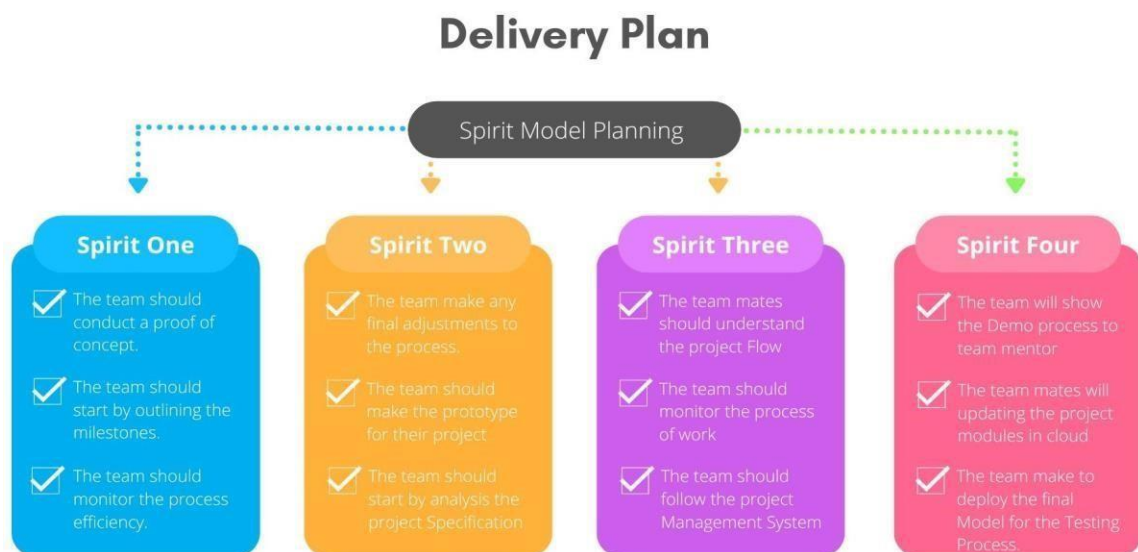 Delivery Plan
Spirit Model Planning
Spirit One
The team should
conduct a proof of
concept.
The team should
start by outlining the
milestones.
The team should
monitor the process
efficiency.
Spirit Two
The team make any
final adjustments to
the process.
The team should
make the prototype
for their project
The team should
start by analysis the
project Specification
Spirit Three
The team mates
should understand
the project Flow
The team should
monitor the process
of work
The team should
follow the project
Management System
Spirit Four
The team will show
the Demo process to
team mentor
The team mates will
updating the project
modules in cloud
The team make to
deploy the final
Model for the Testing
Process.